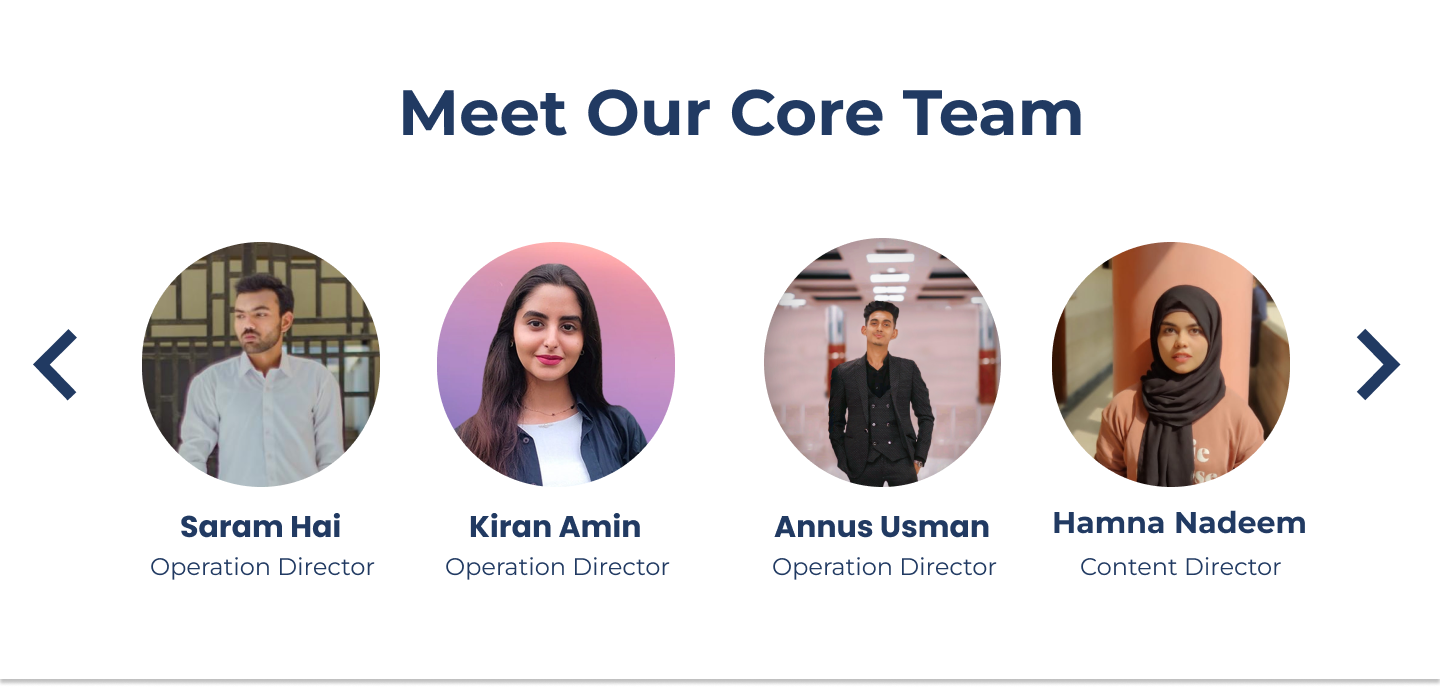 Meet Our Core Team
Saram Hai
Kiran Amin
Annus Usman
Hamna Nadeem
Operation Director
Operation Director
Operation Director
Content Director